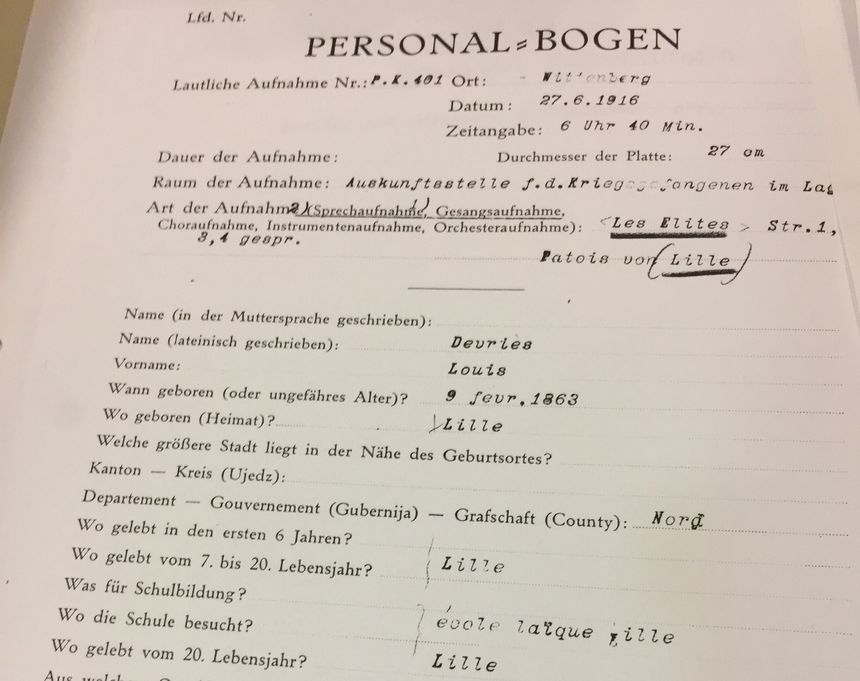 Lfd. Nr.
PERSONAL-BOGEN
Lautliche Aufnahme Nr.: P.K. 401 Ort: Wittenberg
Datum: 27.6.1916
Zeitangabe: 6 Uhr 40 Min.
Dauer der Aufnahme: Durchmesser der Platte: 27 cm
Raum der Aufnahme: Auskunftsstelle f.d.Kriegsgefangenen im Lag
Art der Aufnahme (Sprechaufnahme, Gesangsaufnahme,
Choraufnahme, Instrumentenaufnahme, Orchesteraufnahme): <Les Elites> Str.1,
3,4 gespr.
Patois von (Lille)
Name (in der Muttersprache geschrieben):
Name (lateinisch geschrieben): Devries
Vorname: Louis
Wann geboren (oder ungefähres Alter)? 9 fevr.1863
Wo geboren (Heimat)? Lille
Welche größere Stadt liegt in der Nähe des Geburtsortes?
Kanton — Kreis (Ujedz):
Departement — Gouvernement (Gubernija) — Grafschaft (County): Nord
Wo gelebt in den ersten 6 Jahren?
Wo gelebt vom 7. bis 20. Lebensjahr? Lille
Was für Schulbildung?
Wo die Schule besucht? école laïque Lille
Wo gelebt vom 20. Lebensjahr? Lille